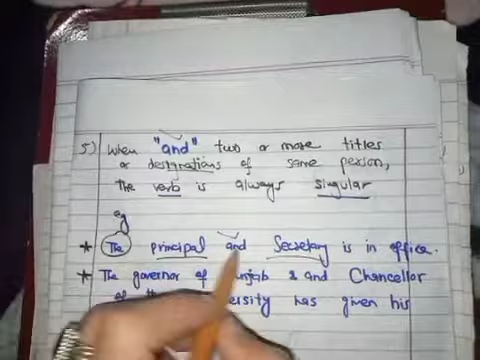 5) When "and" two or more titles
or designations of same person,
the verb is always singular
eg
* The principal and Secretary is in office.
* The governor of & and Chancellor
of has given his